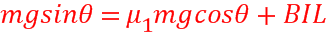 mgsinθ = μ₁mgcosθ + BIL